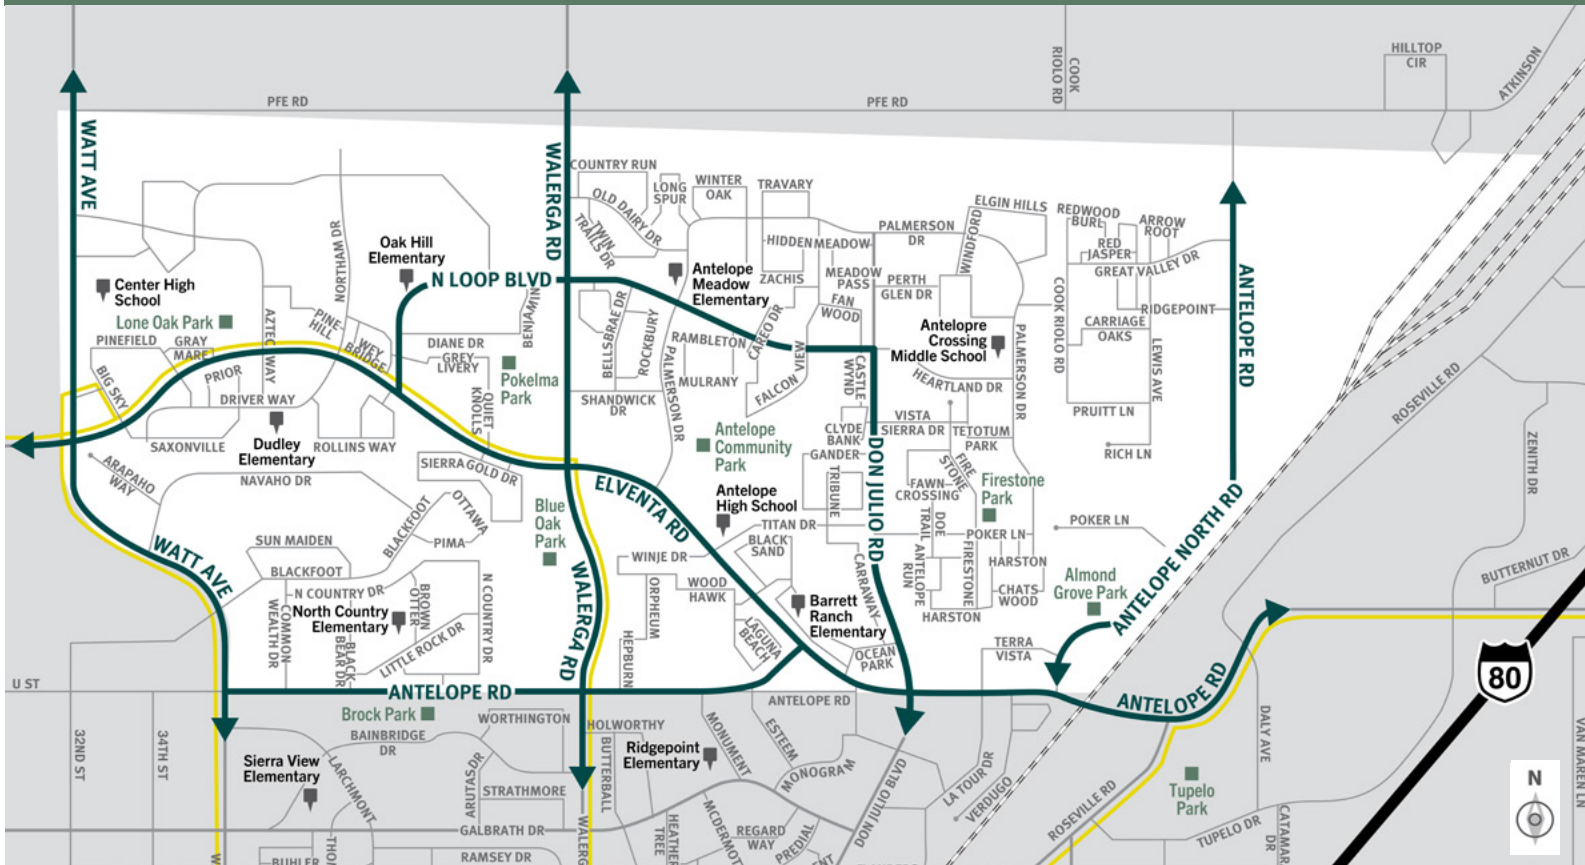 HILLTOP
CIR
ATKINSON
COOK
RIOLO RD
PFE RD
PFE RD
WATT AVE
WALERGA RD
COUNTRY RUN
LONG
SPUR
WINTER
OAK
TRAVARY
OLD DAIRY DR
TWIN
TRAILS DR
ELGIN HILLS
REDWOOD
BURL
ARROW
ROOT
RED
JASPER
GREAT VALLEY DR
PALMERSON
DR
WINDFORD
HIDDEN MEADOW
NORTHAM DR
Oak Hill
Elementary
N LOOP BLVD
Antelope
Meadow
Elementary
ZACHIS
MEADOW
PASS
PERTH
GLEN DR
FAN
WOOD
COOK RIOLO RD
RIDGEPOINT
CARRIAGE
OAKS
ANTELOPE RD
Center High
School
Lone Oak Park
PINEFIELD
GRAY
MARE
AZTEC WAY
PINE-
HILL
WEY
BRIDGE
BENJAMIN
DIANE DR
GREY
LIVERY
BELLSBRAE DR
ROCKBURY
RAMBLETON
CAREO DR
Antelopre
Crossing
Middle School
PALMERSON DR
LEWIS AVE
ROSEVILLE RD
BIG SKY
PRIOR
DRIVER WAY
Pokelma
Park
QUIET
KNOLLS
SHANDWICK
DR
PALMERSON DR
MULRANY
FALCON
VIEW
CASTLE
WYND
HEARTLAND DR
PRUITT LN
SAXONVILLE
Dudley
Elementary
ROLLINS WAY
Antelope
Community
Park
CLYDE
BANK
VISTA
SIERRA DR
TETOTUM
PARK
RICH LN
ARAPAHO
WAY
NAVAHO DR
SIERRA GOLD DR
GANDER
TRIBUNE
DON JULIO RD
FIRE
STONE
FAWN
CROSSING
Firestone
Park
ZENITH DR
BLACKFOOT
OTTAWA
PIMA
Blue
Oak
Park
ELVENTA RD
Antelope
High School
TITAN DR
BLACK
SAND
TRAIL
DOE
POKER LN
POKER LN
ANTELOPE NORTH RD
SUN MAIDEN
WATT AVE
BLACKFOOT
WINJE DR
WOOD
HAWK
ORPHEUM
CARRAWAY
ANTELOPE
RUN
FIRESTONE
HARSTON
CHATS
WOOD
Almond
Grove Park
BUTTERNUT DR
N COUNTRY DR
COMMON
WEALTH DR
North Country
Elementary
BROWN
OTTER
N COUNTRY DR
BLACK
BEAR DR
LITTLE ROCK DR
WALERGA RD
HEPBURN
LAGUNA
BEACH
Barrett
Ranch
Elementary
HARSTON
OCEAN
PARK
TERRA
VISTA
U ST
ANTELOPE RD
ANTELOPE RD
ANTELOPE RD
80
Brock Park
WORTHINGTON
HOLWORTHY
MONUMENT
ESTEEM
32ND ST
34TH ST
BAINBRIDGE
DR
Sierra View
Elementary
LARCHMONT
ARUTAS DR
STRATHMORE
BUTTERBALL
Ridgepoint
Elementary
MONOGRAM
DON JULIO BLVD
LA TOUR DR
VERDUGO
DALY AVE
VAN MAREN LN
N
Tupelo
Park
ROSEVILLE RD
TUPELO DR
CATAMAR
DR
GALBRATH DR
WALERG
HEATHER
TREE
MCDERMOT
REGARD
WAY
PREDIAL
BUHLER
RAMSEY DR